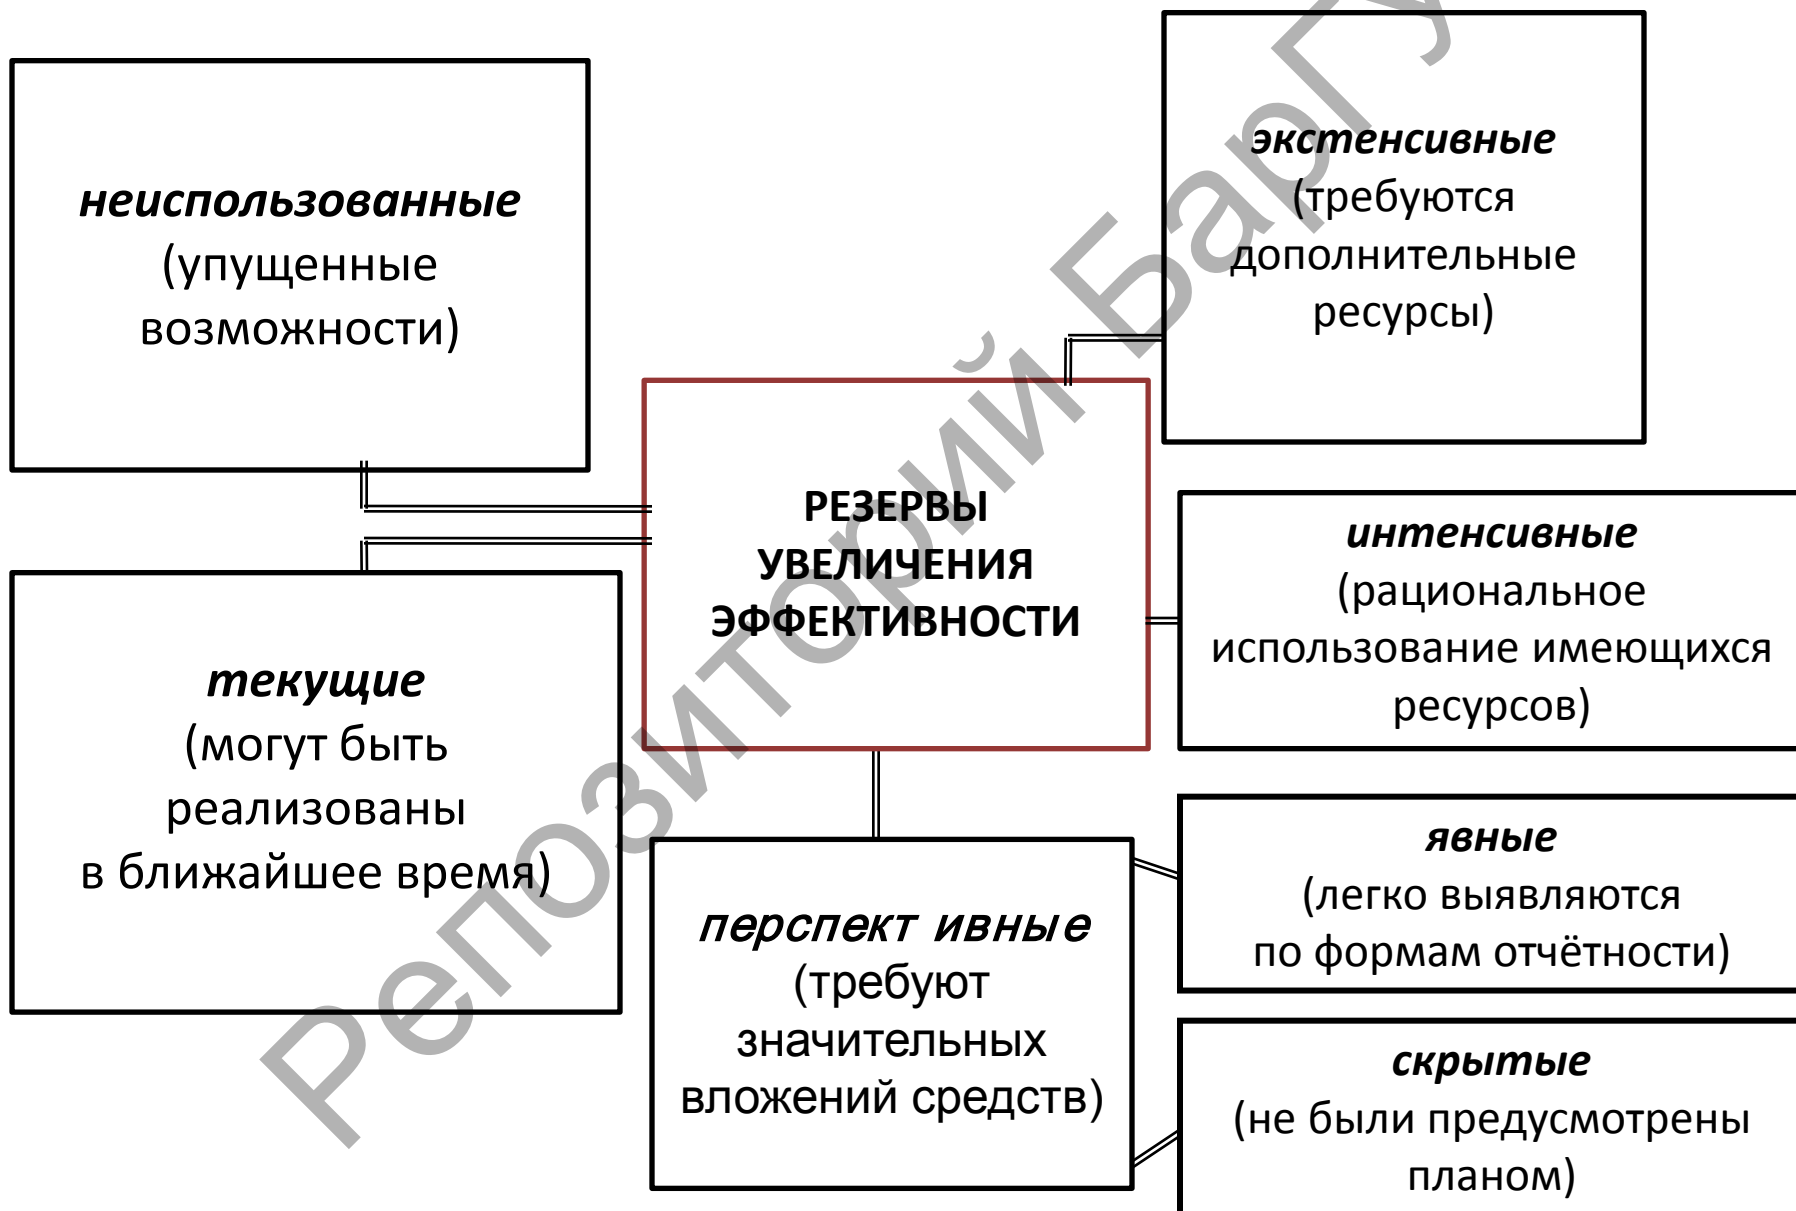 неиспользованные
(упущенные
возможности)
экстенсивные
(требуются
дополнительные
ресурсы)
РЕЗЕРВЫ
УВЕЛИЧЕНИЯ
ЭФФЕКТИВНОСТИ
интенсивные
(рациональное
использование имеющихся
ресурсов)
текущие
(могут быть
реализованы
в ближайшее время)
перспект ивные
(требуют
значительных
вложений средств)
явные
(легко выявляются
по формам отчётности)
скрытые
(не были предусмотрены
планом)
Репозиторий БарГУ